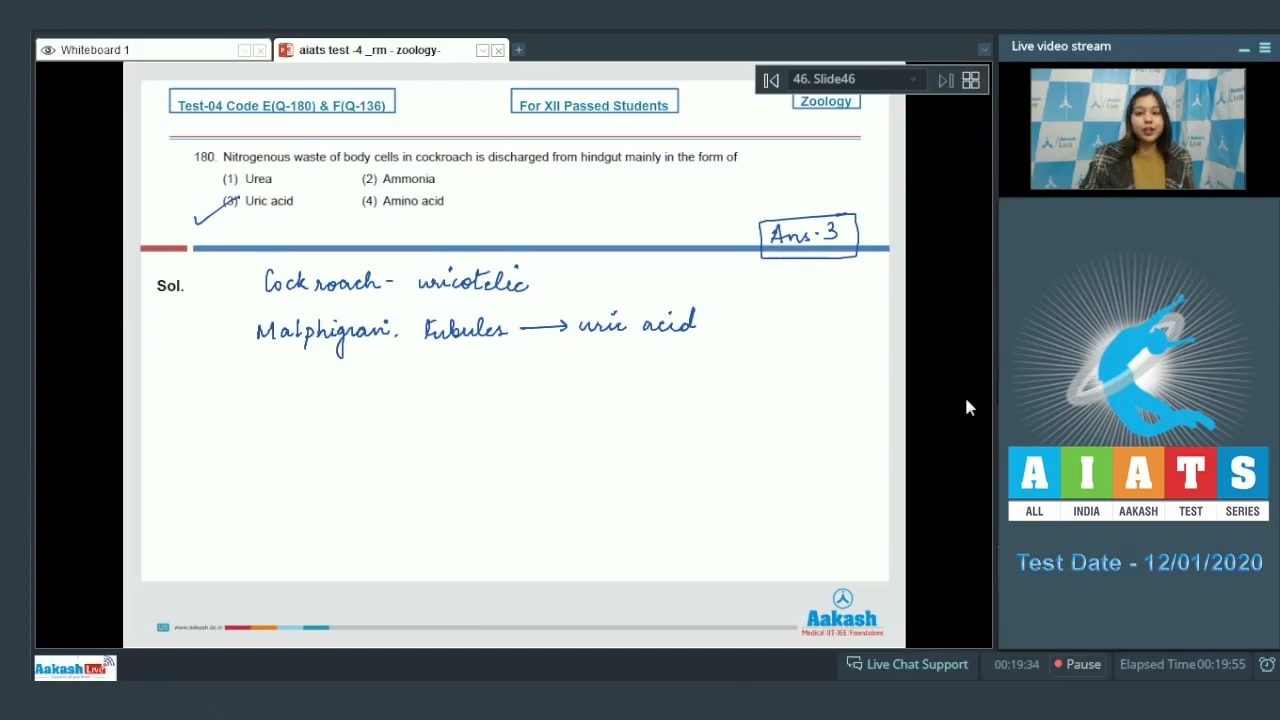 Whiteboard 1
aiats test -4 _rm - zoology-
Live video stream
46. Slide46
Test-04 Code E(Q-180) & F(Q-136)
For XII Passed Students
Zoology
180. Nitrogenous waste of body cells in cockroach is discharged from hindgut mainly in the form of
(1) Urea (2) Ammonia
(3) Uric acid (4) Amino acid
Ans. 3
Sol. Cockroach - uricotelic
Malphigian. tubules → uric acid
A I A T S
ALL INDIA AAKASH TEST SERIES
Test Date - 12/01/2020
www.aakash.ac.in
Aakash
Medical|IIT-JEE|Foundations
Aakash Live
Live Chat Support
00:19:34
Pause
Elapsed Time 00:19:55